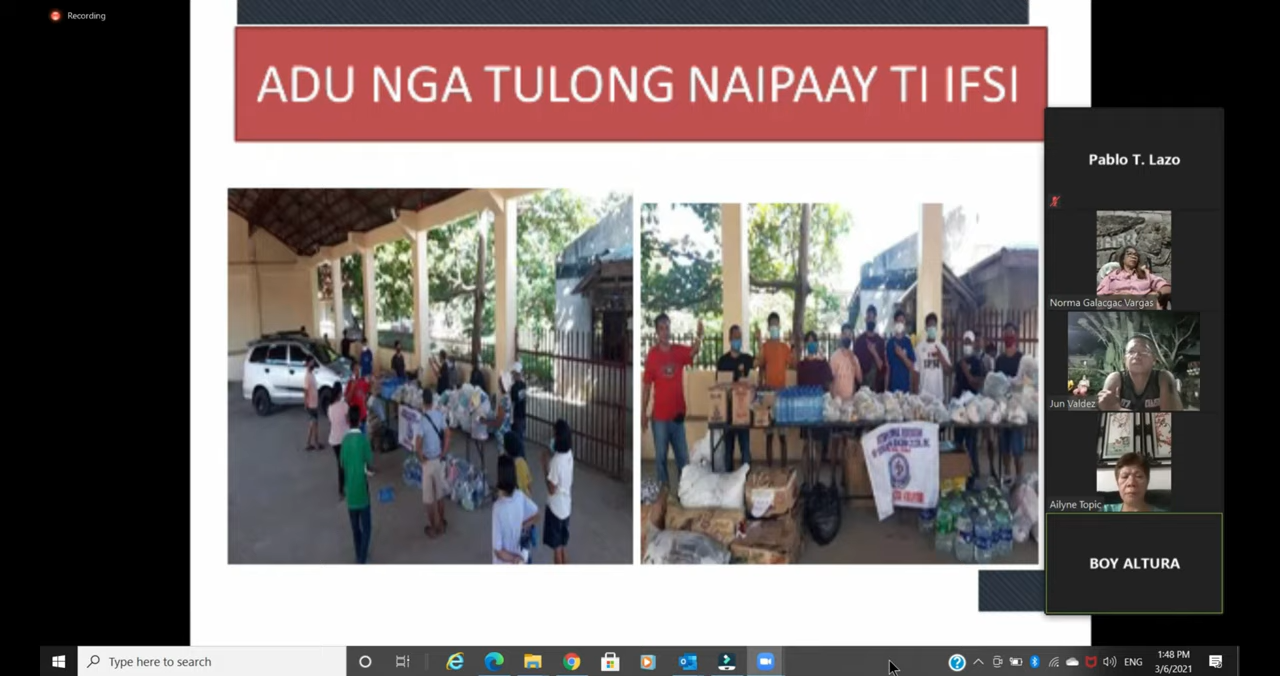 Recording
ADU NGA TULONG NAIPAAY TI IFSI
Pablo T. Lazo
Norma Galacgac Vargas
Jun Valdez
Ailyne Topic
BOY ALTURA
Type here to search
ENG
1:48 PM
3/6/2021